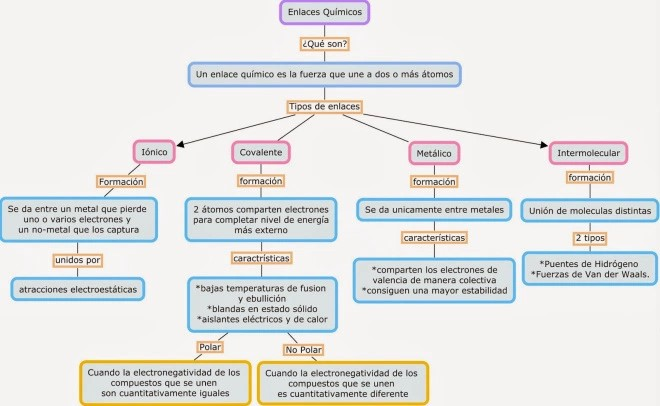 Enlaces Químicos
¿Qué son?
Un enlace químico es la fuerza que une a dos o más átomos
Tipos de enlaces
Iónico
Covalente
Metálico
Intermolecular
Formación
formación
formación
formación
Se da entre un metal que pierde
uno o varios electrones y
un no-metal que los captura
2 átomos comparten electrones
para completar nivel de energía
más externo
Se da unicamente entre metales
Unión de moleculas distintas
unidos por
caractrísticas
características
2 tipos
atracciones electroestáticas
*bajas temperaturas de fusion
y ebullición
*blandas en estado sólido
*aislantes eléctricos y de calor
*comparten los electrones de
valencia de manera colectiva
*consiguen una mayor estabilidad
*Puentes de Hidrógeno
*Fuerzas de Van der Waals.
Polar
No Polar
Cuando la electronegatividad de los
compuestos que se unen
son cuantitativamente iguales
Cuando la electronegatividad de los
compuestos que se unen
es cuantitativamente diferente